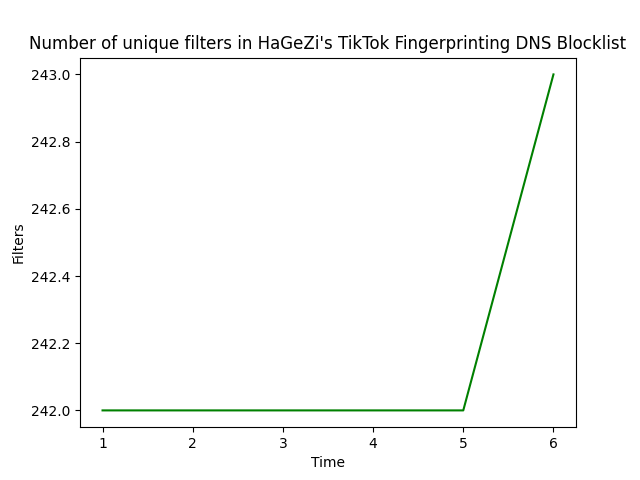 Number of unique filters in HaGeZi's TikTok Fingerprinting DNS Blocklist
243.0
242.8
242.6
242.4
242.2
242.0
Filters
1 2 3 4 5 6
Time